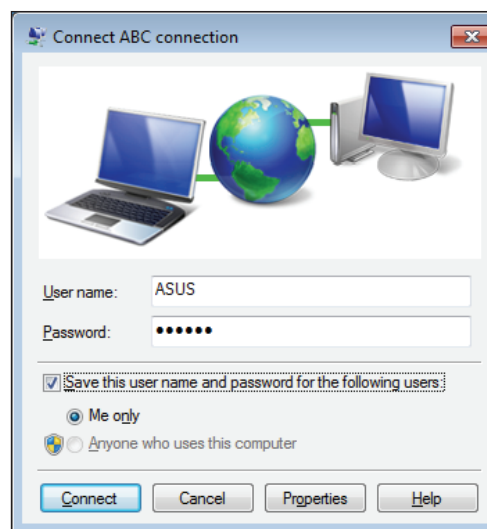 Connect ABC connection
User name: ASUS
Password: ••••••
Save this user name and password for the following users:
Me only
Anyone who uses this computer
Connect Cancel Properties Help